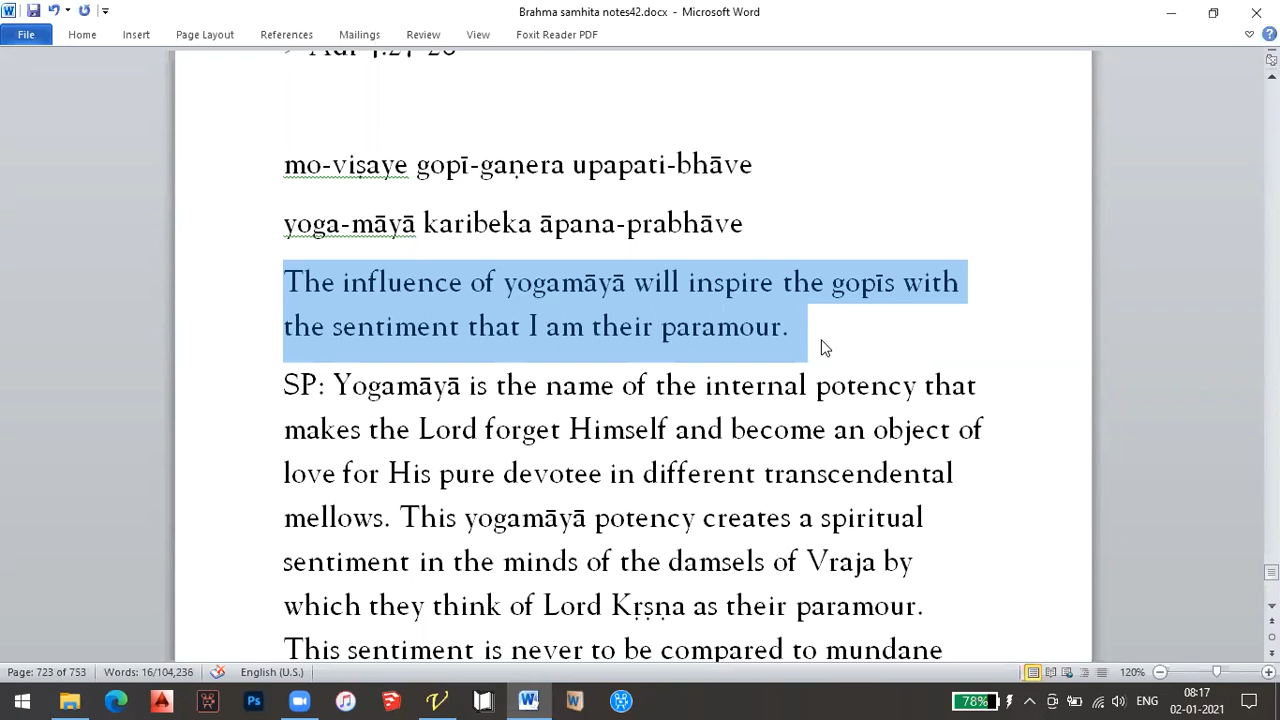 Brahma samhita notes42.docx - Microsoft Word
File Home Insert Page Layout References Mailings Review View Foxit Reader PDF
mo-viṣaye gopī-gaṇera upapati-bhāve
yoga-māyā karibeka āpana-prabhāve
The influence of yogamāyā will inspire the gopīs with
the sentiment that I am their paramour.
SP: Yogamāyā is the name of the internal potency that
makes the Lord forget Himself and become an object of
love for His pure devotee in different transcendental
mellows. This yogamāyā potency creates a spiritual
sentiment in the minds of the damsels of Vraja by
which they think of Lord Kṛṣṇa as their paramour.
This sentiment is never to be compared to mundane
Page: 723 of 753 Words: 16/104,236 English (U.S.) 120%
78% ENG 08:17
02-01-2021